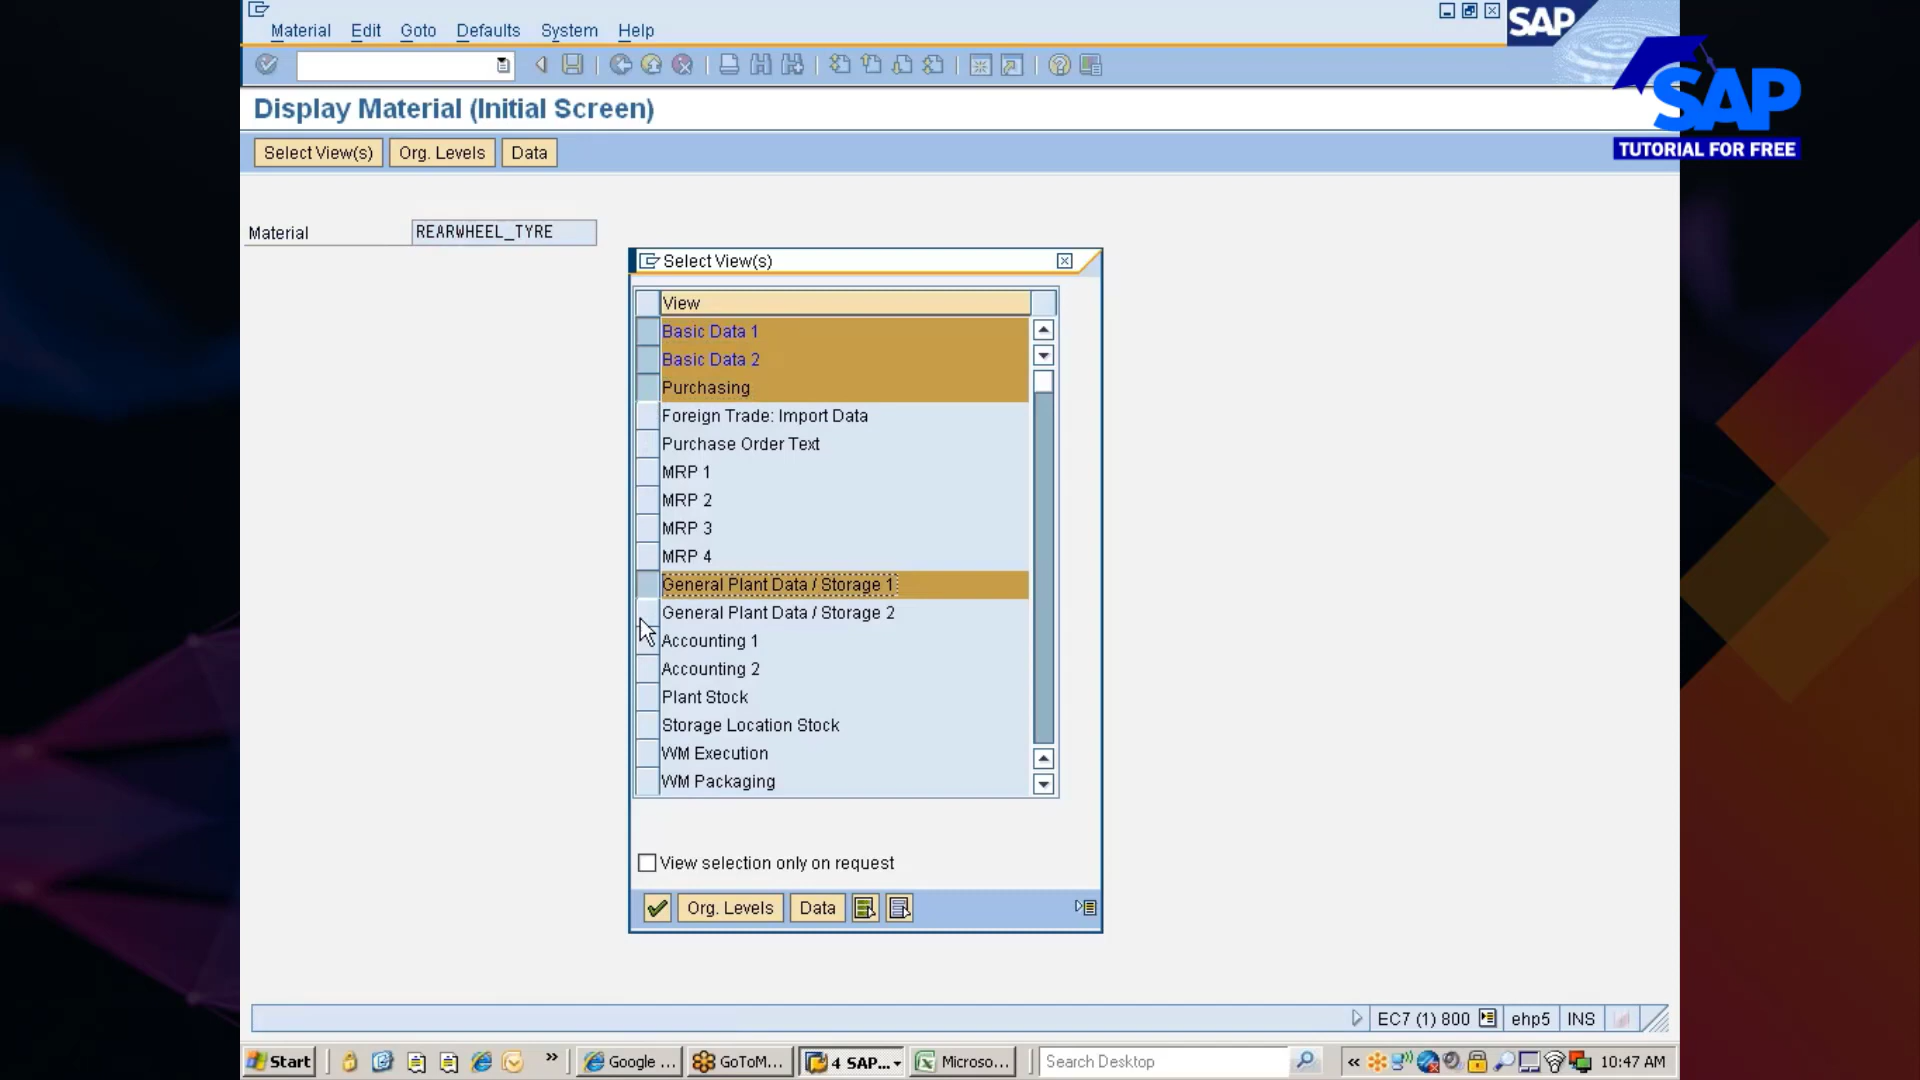 Material Edit Goto Defaults System Help
SAP
SAP
TUTORIAL FOR FREE
Display Material (Initial Screen)
Select View(s) Org. Levels Data
Material REARWHEEL_TYRE
Select View(s)
View
Basic Data 1
Basic Data 2
Purchasing
Foreign Trade: Import Data
Purchase Order Text
MRP 1
MRP 2
MRP 3
MRP 4
General Plant Data / Storage 1
General Plant Data / Storage 2
Accounting 1
Accounting 2
Plant Stock
Storage Location Stock
WM Execution
WM Packaging
View selection only on request
Org. Levels Data
EC7 (1) 800 ehp5 INS
Start » Google ... GoToM... 4 SAP... Microso... Search Desktop « 10:47 AM